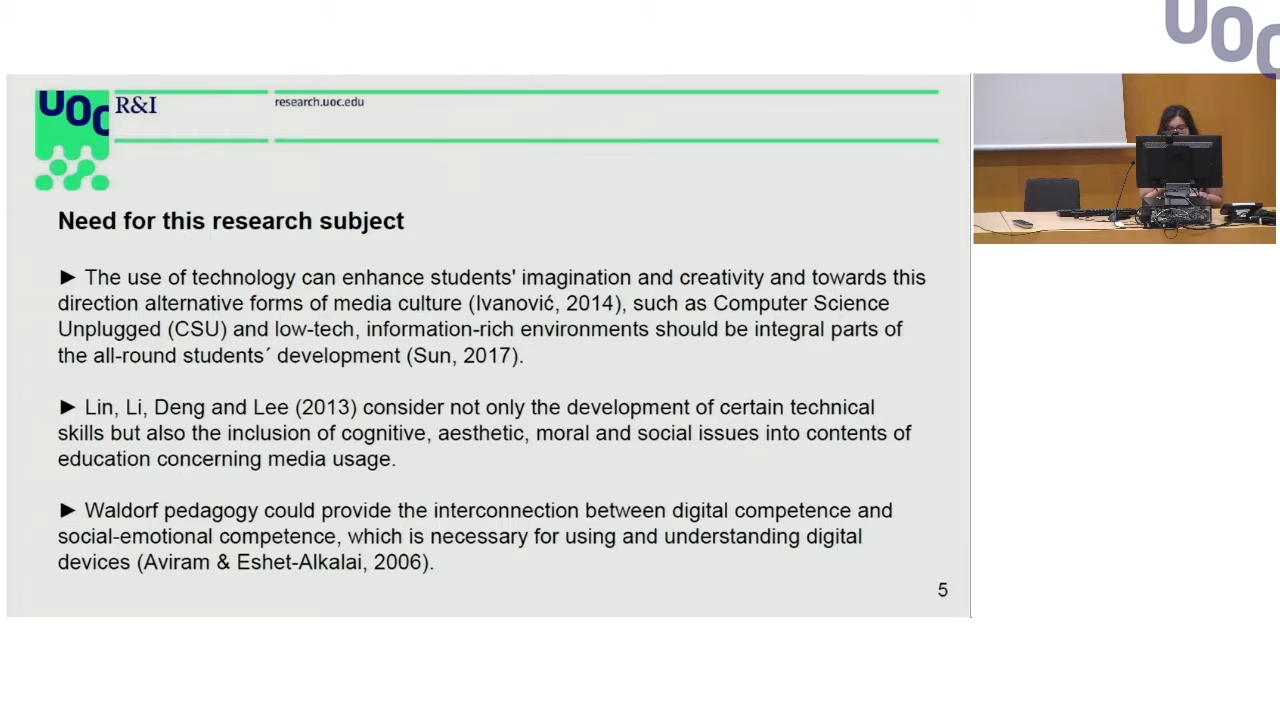 UOC
UOC
R&I
research.uoc.edu
Need for this research subject
► The use of technology can enhance students' imagination and creativity and towards this
direction alternative forms of media culture (Ivanović, 2014), such as Computer Science
Unplugged (CSU) and low-tech, information-rich environments should be integral parts of
the all-round students´ development (Sun, 2017).
► Lin, Li, Deng and Lee (2013) consider not only the development of certain technical
skills but also the inclusion of cognitive, aesthetic, moral and social issues into contents of
education concerning media usage.
► Waldorf pedagogy could provide the interconnection between digital competence and
social-emotional competence, which is necessary for using and understanding digital
devices (Aviram & Eshet-Alkalai, 2006).
5